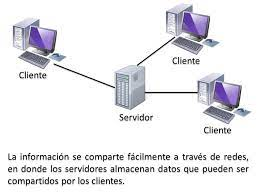 Cliente
Cliente
Servidor
Cliente
La información se comparte fácilmente a través de redes,
en donde los servidores almacenan datos que pueden ser
compartidos por los clientes.